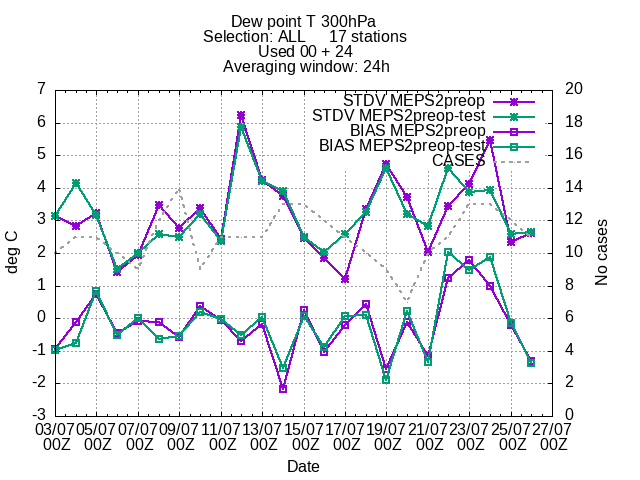 Dew point T 300hPa
Selection: ALL     17 stations
Used 00 + 24
Averaging window: 24h
STDV MEPS2preop
STDV MEPS2preop-test
BIAS MEPS2preop
BIAS MEPS2preop-test
CASES
7
6
5
4
3
2
1
0
-1
-2
-3
deg C
20
18
16
14
12
10
8
6
4
2
0
No cases
03/07 05/07 07/07 09/07 11/07 13/07 15/07 17/07 19/07 21/07 23/07 25/07 27/07
00Z 00Z 00Z 00Z 00Z 00Z 00Z 00Z 00Z 00Z 00Z 00Z 00Z
Date